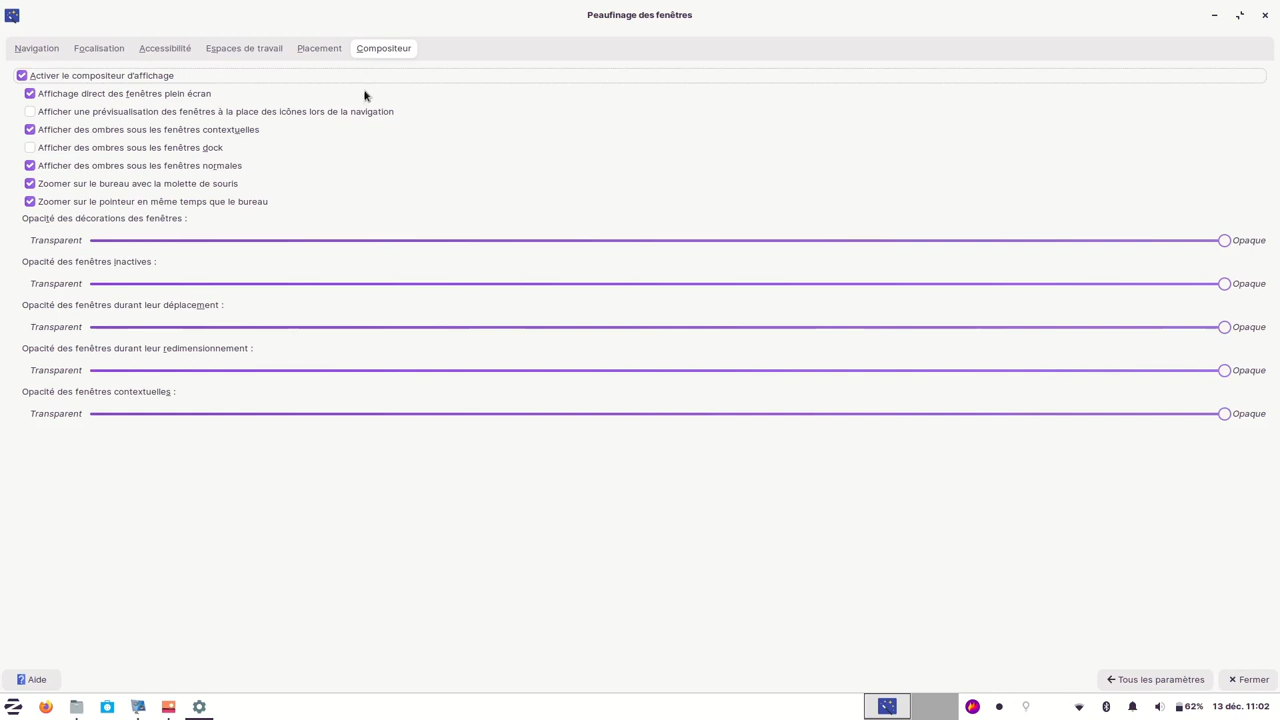 Peaufinage des fenêtres
Navigation Focalisation Accessibilité Espaces de travail Placement Compositeur
Activer le compositeur d'affichage
Affichage direct des fenêtres plein écran
Afficher une prévisualisation des fenêtres à la place des icônes lors de la navigation
Afficher des ombres sous les fenêtres contextuelles
Afficher des ombres sous les fenêtres dock
Afficher des ombres sous les fenêtres normales
Zoomer sur le bureau avec la molette de souris
Zoomer sur le pointeur en même temps que le bureau
Opacité des décorations des fenêtres :
Transparent Opaque
Opacité des fenêtres inactives :
Transparent Opaque
Opacité des fenêtres durant leur déplacement :
Transparent Opaque
Opacité des fenêtres durant leur redimensionnement :
Transparent Opaque
Opacité des fenêtres contextuelles :
Transparent Opaque
Aide Tous les paramètres Fermer
62% 13 déc. 11:02